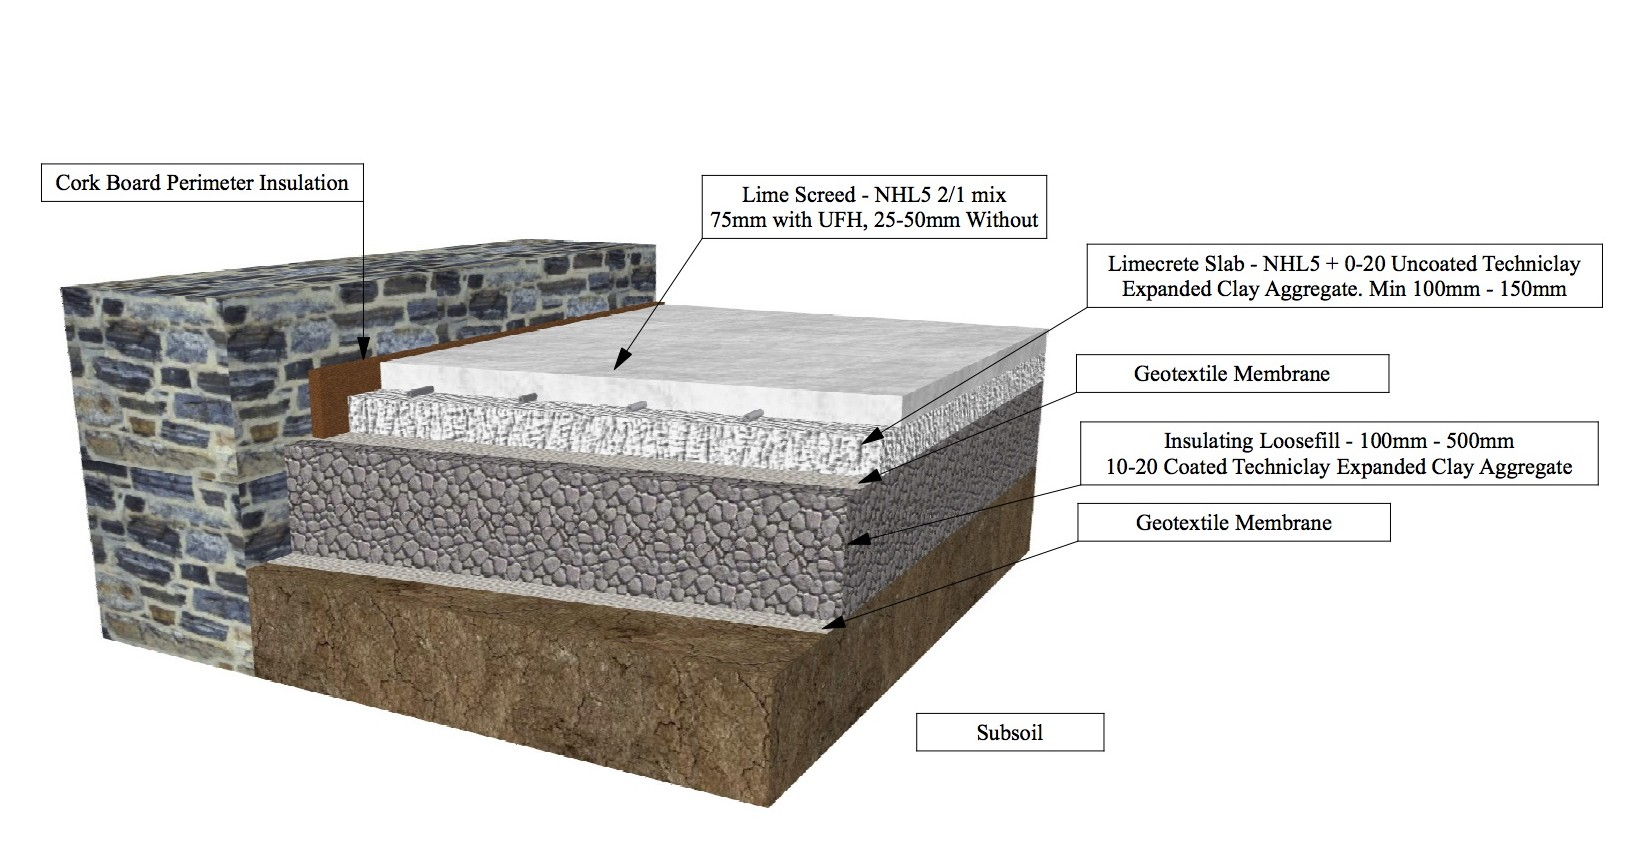 Cork Board Perimeter Insulation
Lime Screed - NHL5 2/1 mix
75mm with UFH, 25-50mm Without
Limecrete Slab - NHL5 + 0-20 Uncoated Techniclay
Expanded Clay Aggregate. Min 100mm - 150mm
Geotextile Membrane
Insulating Loosefill - 100mm - 500mm
10-20 Coated Techniclay Expanded Clay Aggregate
Geotextile Membrane
Subsoil